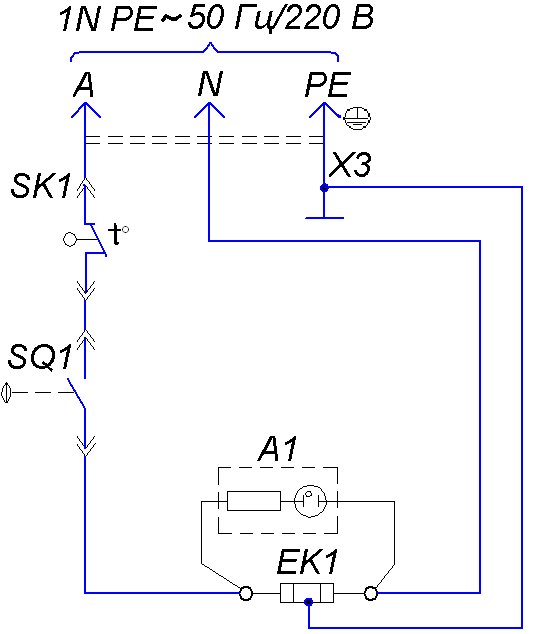 1N PE ~ 50 Гц/220 В
A N PE
X3
SK1
t°
SQ1
A1
EK1